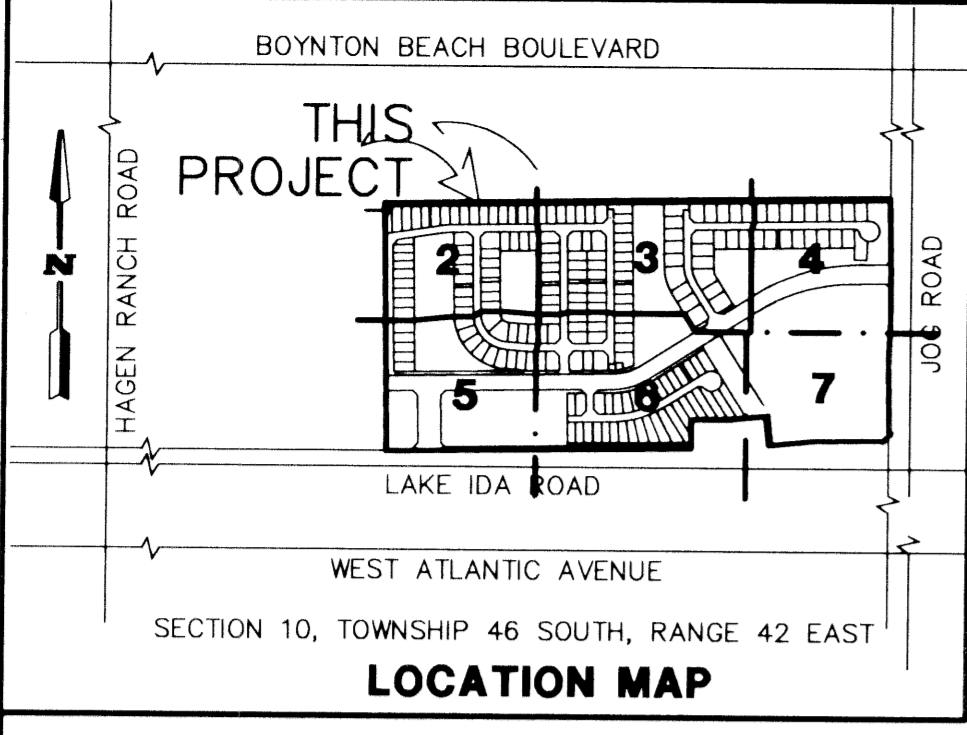 BOYNTON BEACH BOULEVARD
THIS
PROJECT
HAGEN RANCH ROAD
N
2
3
4
JOG ROAD
5
6
7
LAKE IDA ROAD
WEST ATLANTIC AVENUE
SECTION 10, TOWNSHIP 46 SOUTH, RANGE 42 EAST
LOCATION MAP